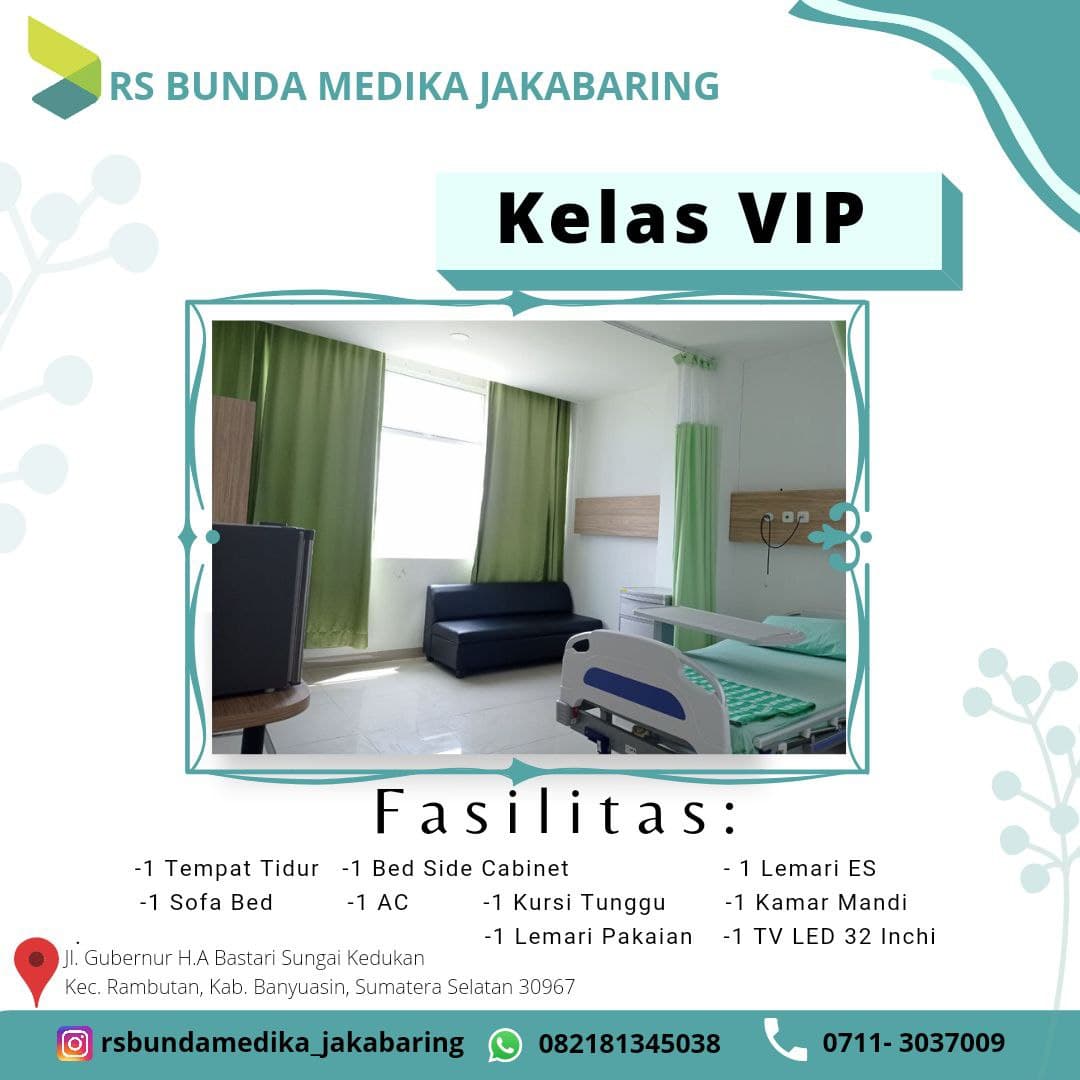 RS BUNDA MEDIKA JAKABARING
Kelas VIP
Fasilitas:
-1 Tempat Tidur -1 Bed Side Cabinet - 1 Lemari ES
-1 Sofa Bed -1 AC -1 Kursi Tunggu -1 Kamar Mandi
-1 Lemari Pakaian -1 TV LED 32 Inchi
.
Jl. Gubernur H.A Bastari Sungai Kedukan
Kec. Rambutan, Kab. Banyuasin, Sumatera Selatan 30967
rsbundamedika_jakabaring 082181345038 0711- 3037009